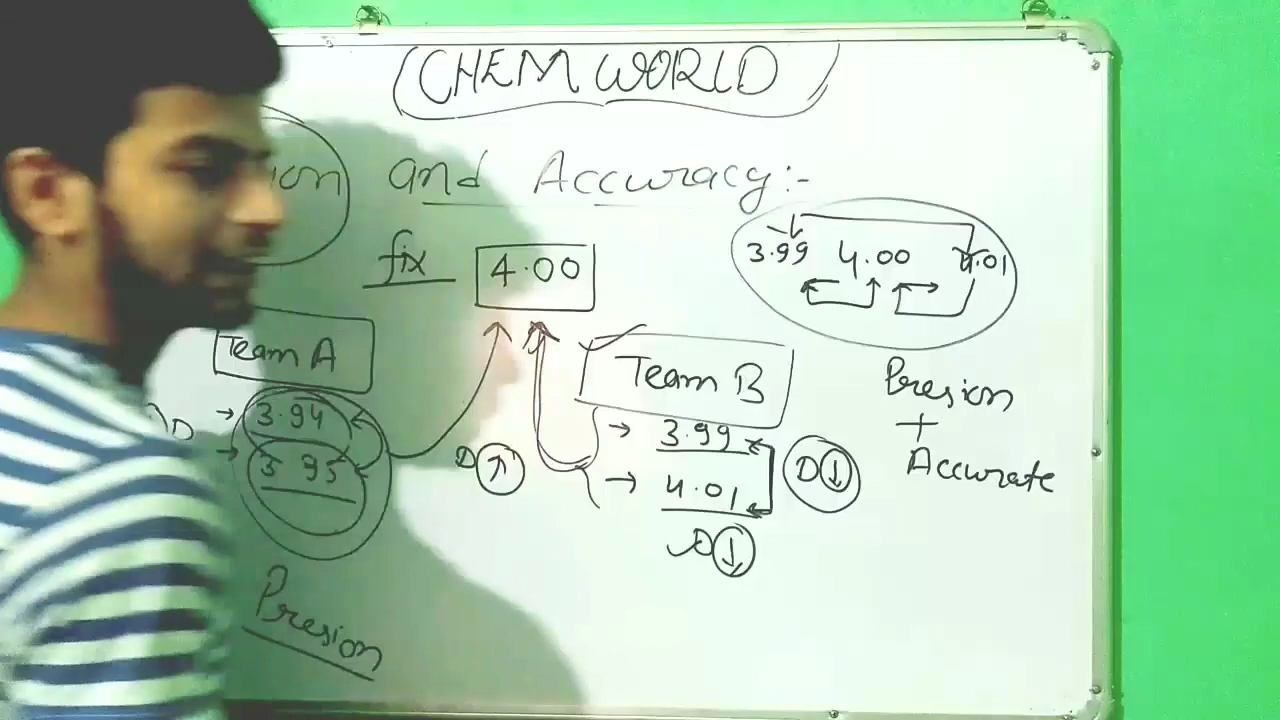 CHEM WORLD
ion and Accuracy:-
fix 4.00
3.99 4.00 4.01
Team A
Team B
3.94
3.95
D ↑
→ 3.99
→ 4.01
D ↓
D ↓
Presion
+
Accurate
Presion